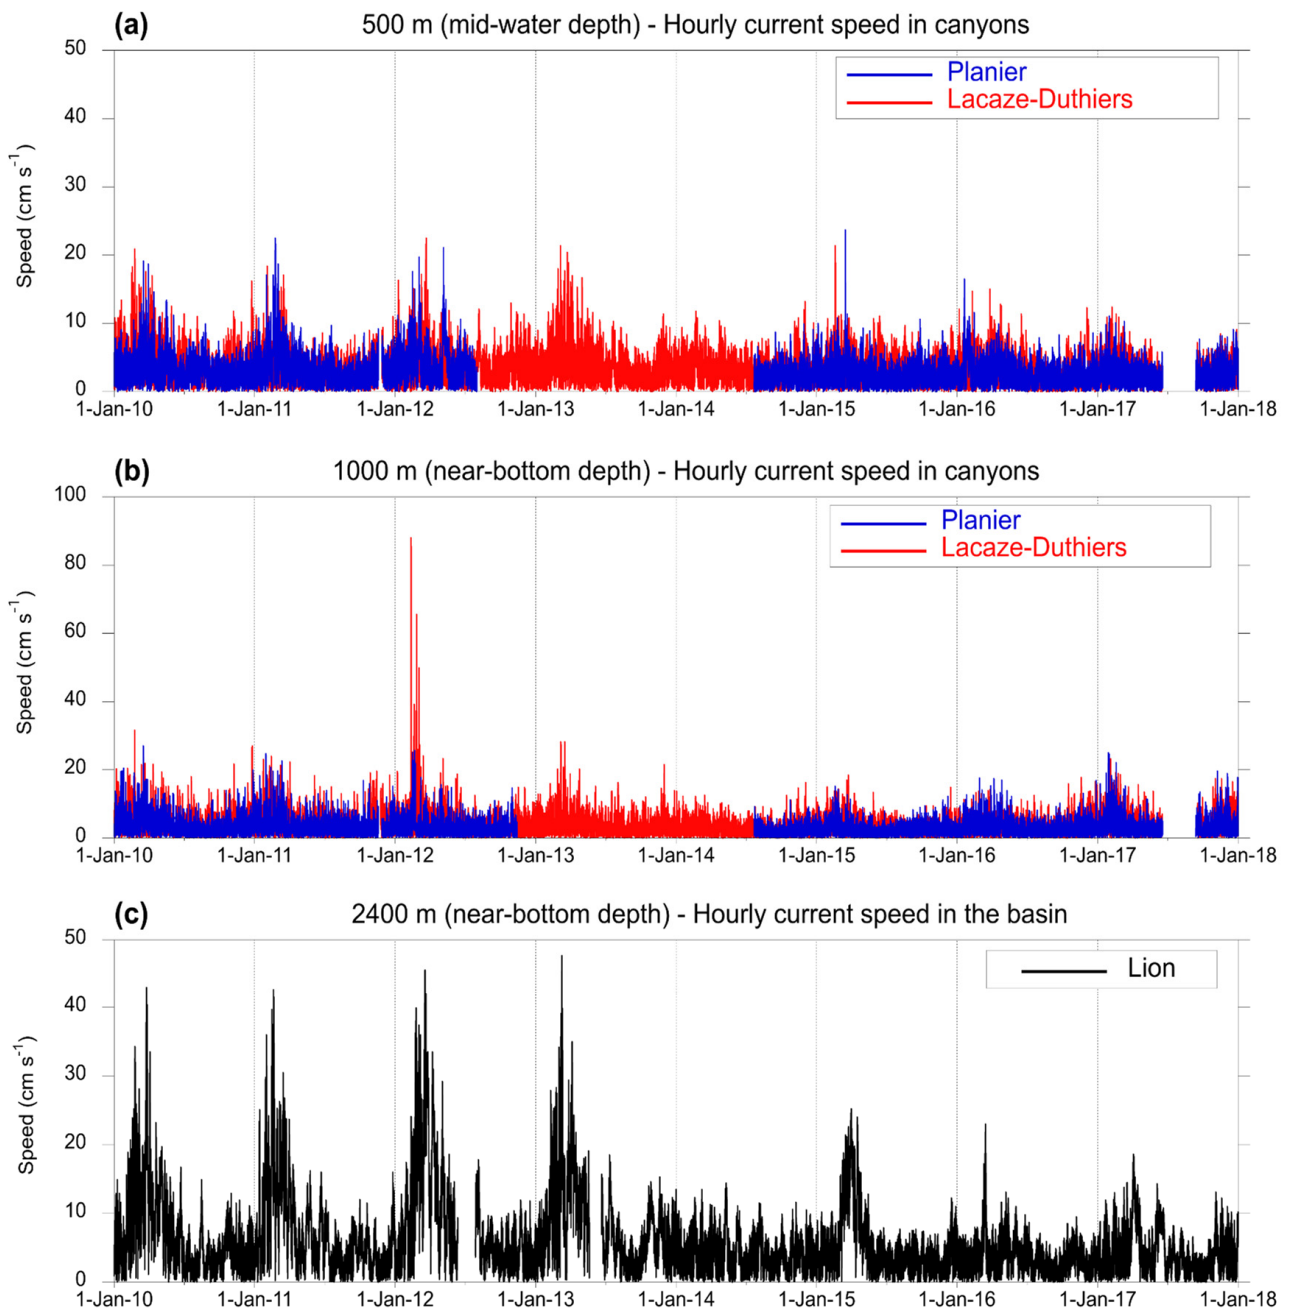 (a) 500 m (mid-water depth) - Hourly current speed in canyons
50
40
30
20
10
0
Speed (cm s⁻¹)
Planier
Lacaze-Duthiers
1-Jan-10 1-Jan-11 1-Jan-12 1-Jan-13 1-Jan-14 1-Jan-15 1-Jan-16 1-Jan-17 1-Jan-18
(b) 1000 m (near-bottom depth) - Hourly current speed in canyons
100
80
60
40
20
0
Speed (cm s⁻¹)
Planier
Lacaze-Duthiers
1-Jan-10 1-Jan-11 1-Jan-12 1-Jan-13 1-Jan-14 1-Jan-15 1-Jan-16 1-Jan-17 1-Jan-18
(c) 2400 m (near-bottom depth) - Hourly current speed in the basin
50
40
30
20
10
0
Speed (cm s⁻¹)
Lion
1-Jan-10 1-Jan-11 1-Jan-12 1-Jan-13 1-Jan-14 1-Jan-15 1-Jan-16 1-Jan-17 1-Jan-18